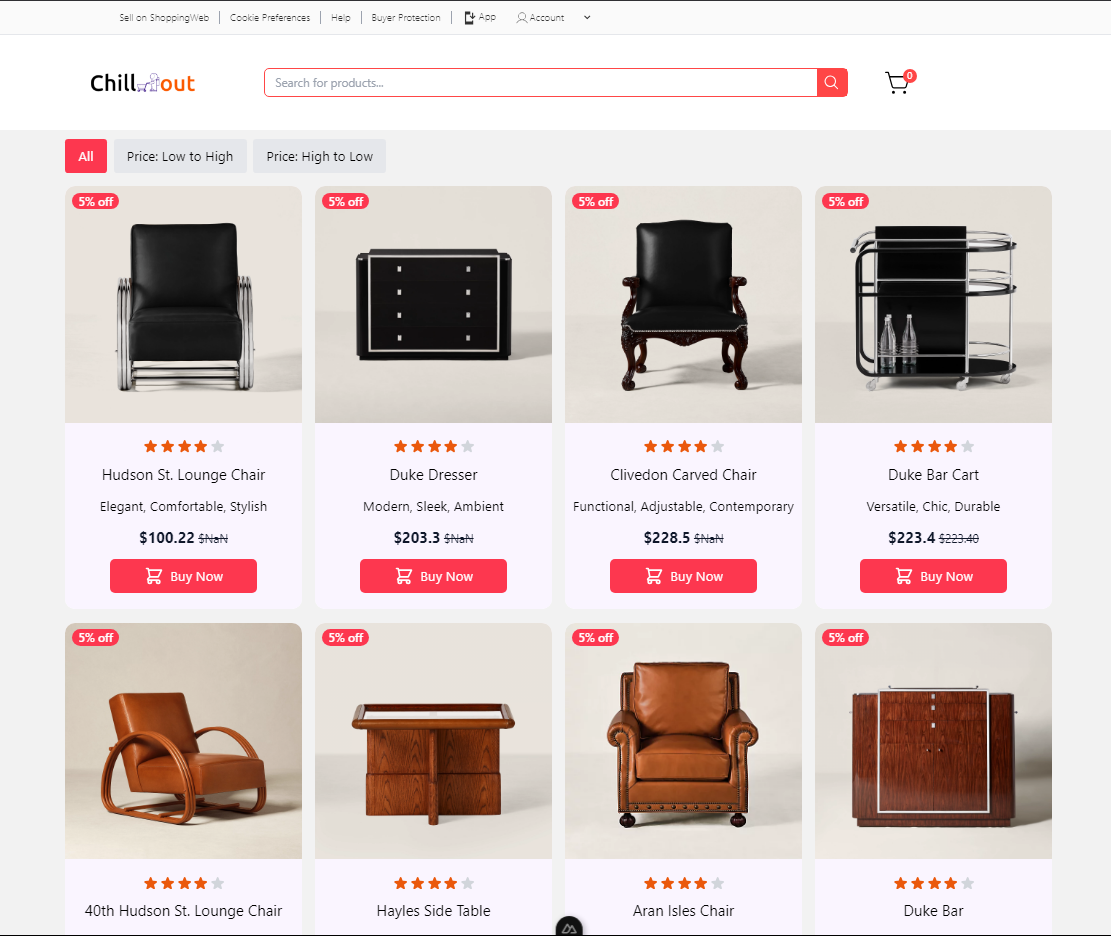 Sell on ShoppingWeb
Cookie Preferences
Help
Buyer Protection
App
Account
Chillout
Search for products...
0
All
Price: Low to High
Price: High to Low
5% off
5% off
5% off
5% off
Hudson St. Lounge Chair
Duke Dresser
Clivedon Carved Chair
Duke Bar Cart
Elegant, Comfortable, Stylish
Modern, Sleek, Ambient
Functional, Adjustable, Contemporary
Versatile, Chic, Durable
$100.22 $NaN
$203.3 $NaN
$228.5 $NaN
$223.4 $223.40
Buy Now
Buy Now
Buy Now
Buy Now
5% off
5% off
5% off
5% off
40th Hudson St. Lounge Chair
Hayles Side Table
Aran Isles Chair
Duke Bar